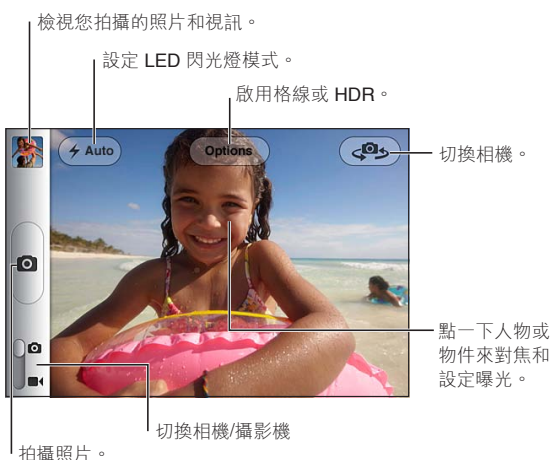 檢視您拍攝的照片和視訊。
設定 LED 閃光燈模式。
啟用格線或 HDR。
Auto
Options
切換相機。
點一下人物或
物件來對焦和
設定曝光。
切換相機/攝影機
拍攝照片。